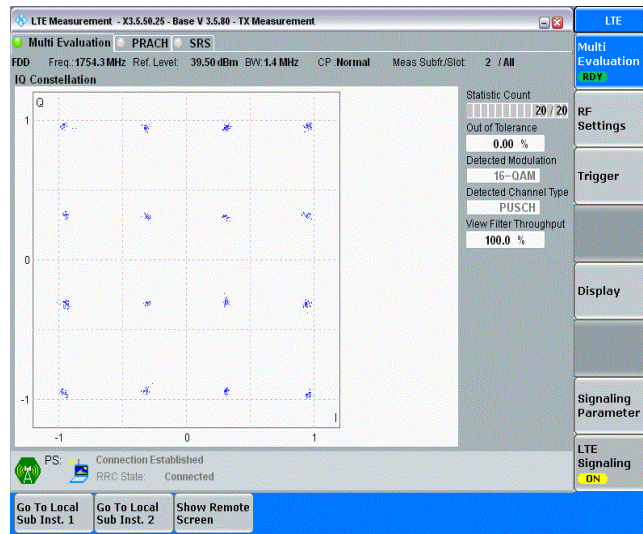 LTE Measurement - X3.5.50.25 - Base V 3.5.80 - TX Measurement
LTE
Multi Evaluation PRACH SRS
Multi Evaluation
RDY
FDD Freq.:1754.3 MHz Ref. Level: 39.50 dBm BW:1.4 MHz CP :Normal Meas Subfr./Slot: 2 / All
IQ Constellation
Q
1
0
-1
-1 0 1
I
Statistic Count
20 / 20
Out of Tolerance
0.00 %
Detected Modulation
16-QAM
Detected Channel Type
PUSCH
View Filter Throughput
100.0 %
RF
Settings
Trigger
Display
Signaling
Parameter
LTE
Signaling
ON
PS: Connection Established
RRC State: Connected
Go To Local
Sub Inst. 1
Go To Local
Sub Inst. 2
Show Remote
Screen